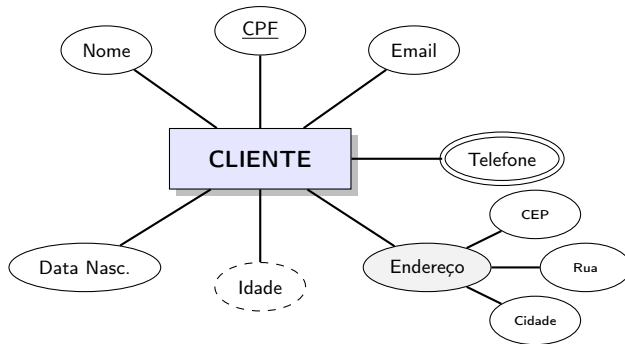 CPF
Nome
Email
CLIENTE
Telefone
CEP
Data Nasc.
Endereço
Rua
Idade
Cidade